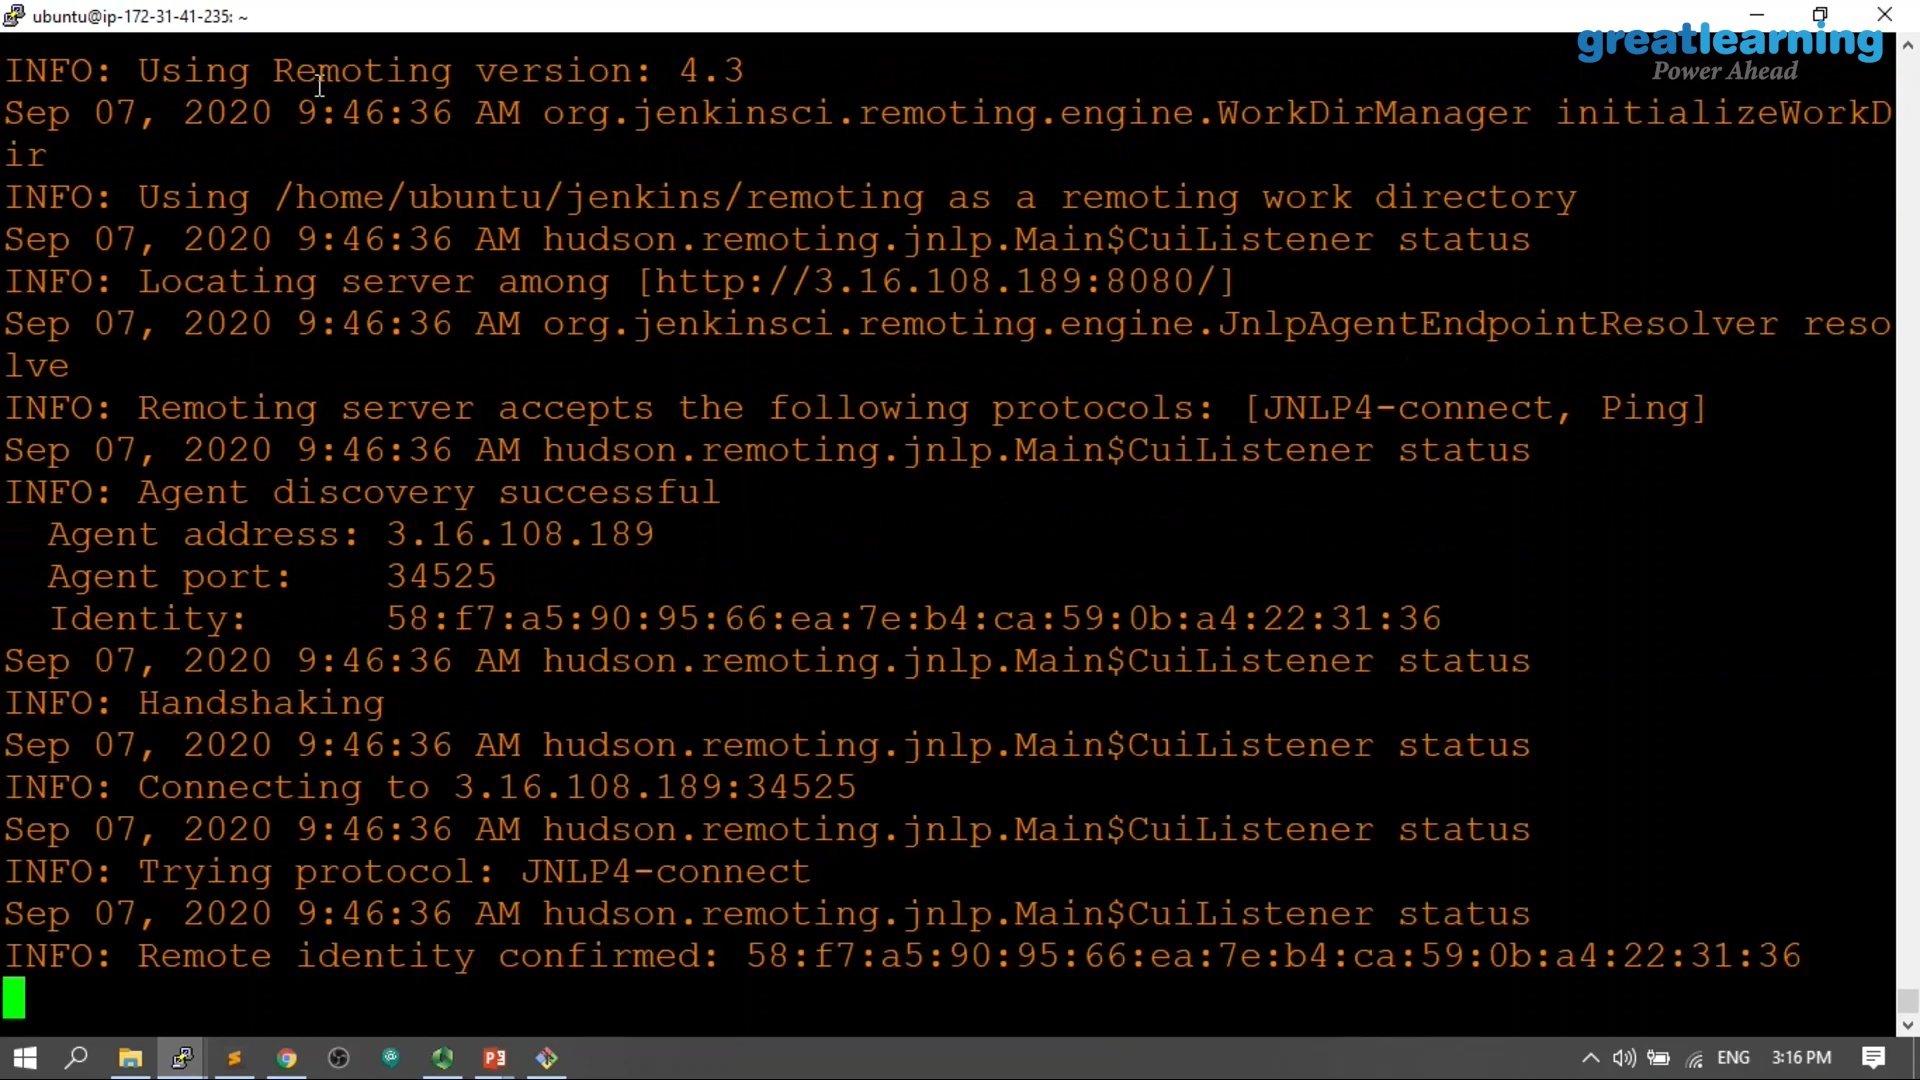 ubuntu@ip-172-31-41-235: ~
greatlearning
Power Ahead
INFO: Using Remoting version: 4.3
Sep 07, 2020 9:46:36 AM org.jenkinsci.remoting.engine.WorkDirManager initializeWorkD
ir
INFO: Using /home/ubuntu/jenkins/remoting as a remoting work directory
Sep 07, 2020 9:46:36 AM hudson.remoting.jnlp.Main$CuiListener status
INFO: Locating server among [http://3.16.108.189:8080/]
Sep 07, 2020 9:46:36 AM org.jenkinsci.remoting.engine.JnlpAgentEndpointResolver reso
lve
INFO: Remoting server accepts the following protocols: [JNLP4-connect, Ping]
Sep 07, 2020 9:46:36 AM hudson.remoting.jnlp.Main$CuiListener status
INFO: Agent discovery successful
  Agent address: 3.16.108.189
  Agent port:    34525
  Identity:      58:f7:a5:90:95:66:ea:7e:b4:ca:59:0b:a4:22:31:36
Sep 07, 2020 9:46:36 AM hudson.remoting.jnlp.Main$CuiListener status
INFO: Handshaking
Sep 07, 2020 9:46:36 AM hudson.remoting.jnlp.Main$CuiListener status
INFO: Connecting to 3.16.108.189:34525
Sep 07, 2020 9:46:36 AM hudson.remoting.jnlp.Main$CuiListener status
INFO: Trying protocol: JNLP4-connect
Sep 07, 2020 9:46:36 AM hudson.remoting.jnlp.Main$CuiListener status
INFO: Remote identity confirmed: 58:f7:a5:90:95:66:ea:7e:b4:ca:59:0b:a4:22:31:36
ENG 3:16 PM